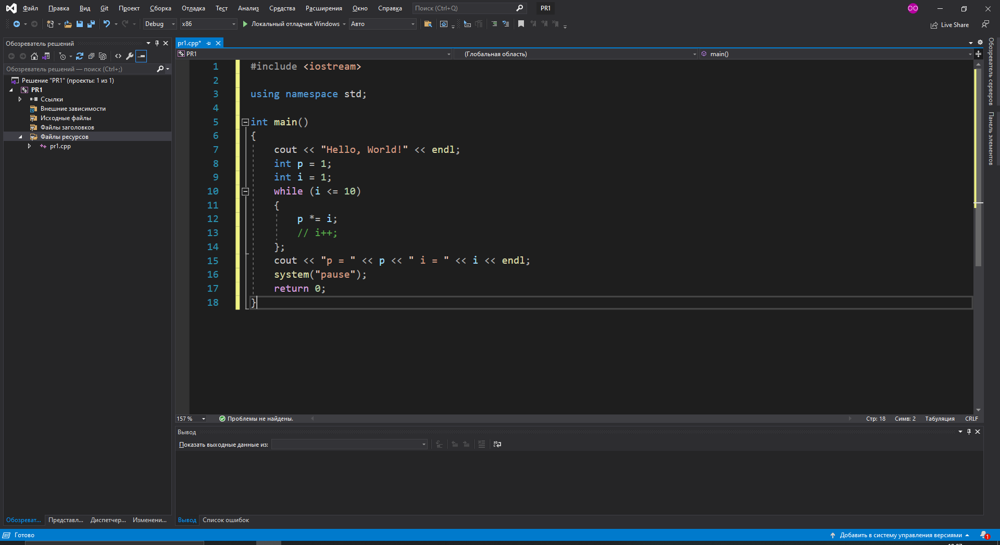 Файл Правка Вид Git Проект Сборка Отладка Тест Анализ Средства Расширения Окно Справка Поиск (Ctrl+Q) PR1 OO
Debug x86 Локальный отладчик Windows Авто Live Share
Обозреватель решений
Обозреватель решений — поиск (Ctrl+;)
Решение "PR1" (проекты: 1 из 1)
PR1
Ссылки
Внешние зависимости
Исходные файлы
Файлы заголовков
Файлы ресурсов
pr1.cpp
Обозреват... Представл... Диспетчер... Изменени...
pr1.cpp*
PR1 (Глобальная область) main()
1 #include <iostream>
2
3 using namespace std;
4
5 int main()
6 {
7 cout << "Hello, World!" << endl;
8 int p = 1;
9 int i = 1;
10 while (i <= 10)
11 {
12 p *= i;
13 // i++;
14 };
15 cout << "p = " << p << " i = " << i << endl;
16 system("pause");
17 return 0;
18 }
157 % Проблемы не найдены. Стр: 18 Симв: 2 Табуляция CRLF
Вывод
Показать выходные данные из:
Вывод Список ошибок
Обозреватель серверов
Панель элементов
Готово Добавить в систему управления версиями 1